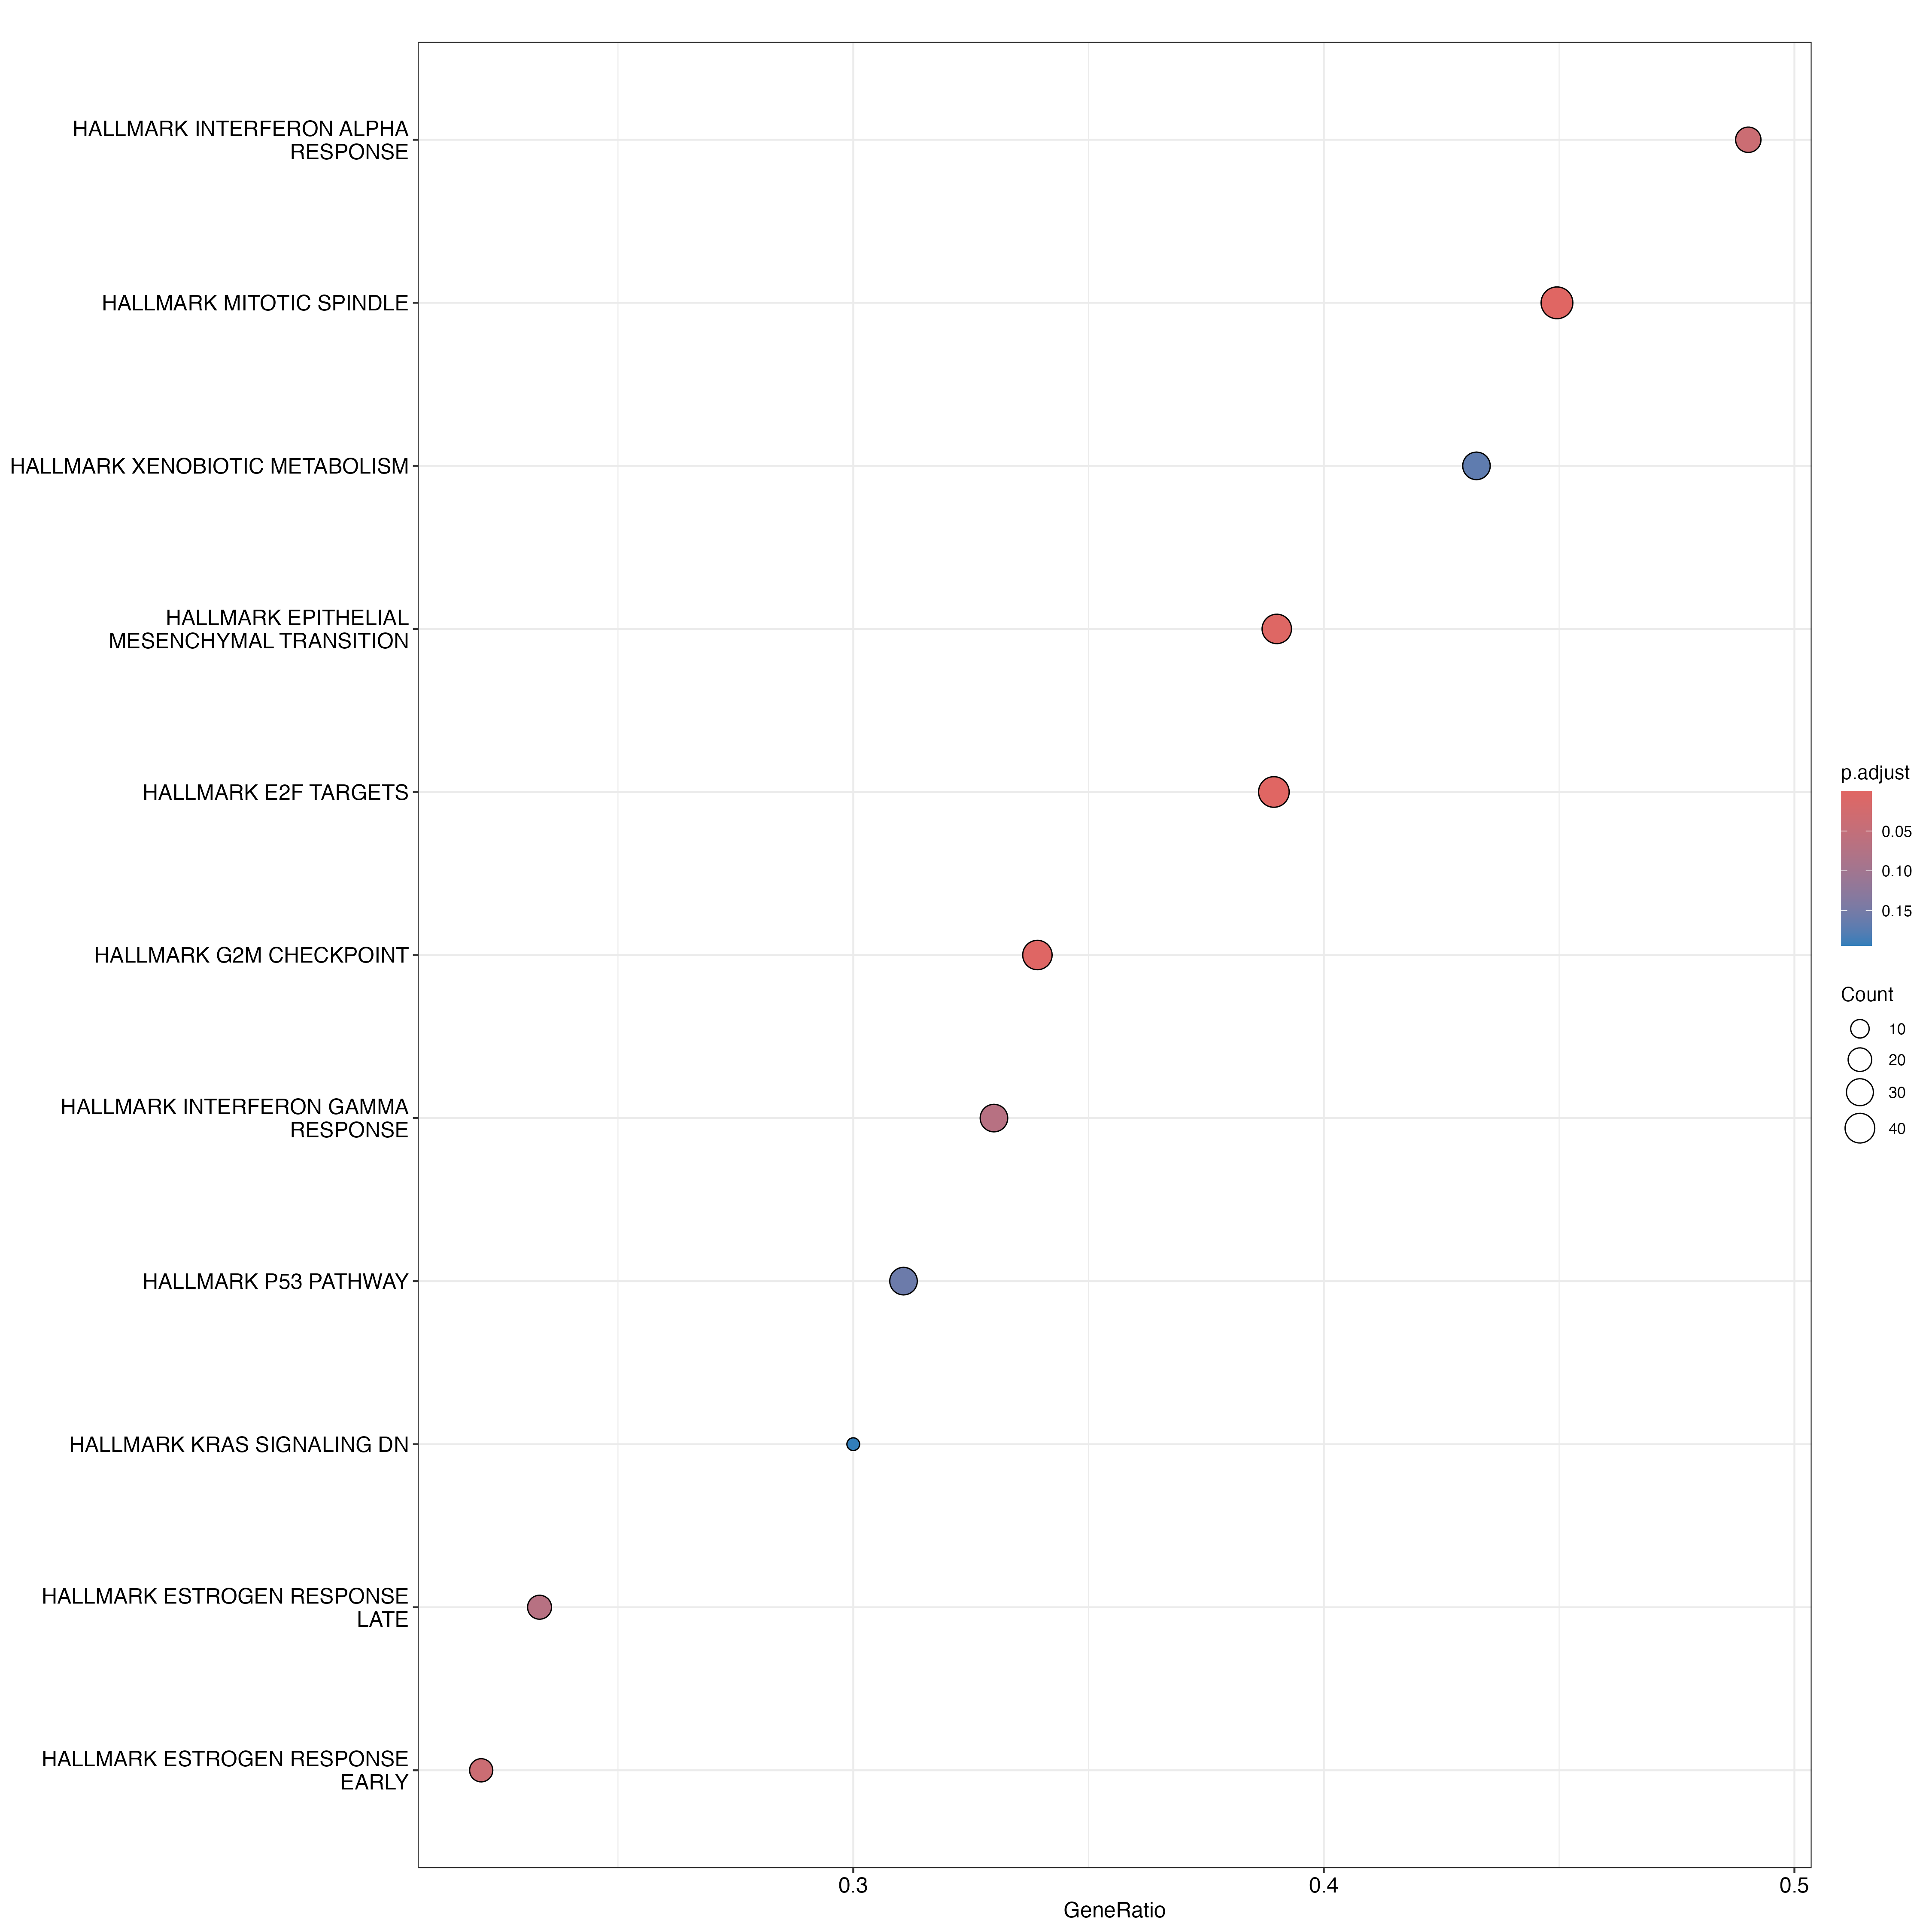 HALLMARK INTERFERON ALPHA
RESPONSE
HALLMARK MITOTIC SPINDLE
HALLMARK XENOBIOTIC METABOLISM
HALLMARK EPITHELIAL
MESENCHYMAL TRANSITION
HALLMARK E2F TARGETS
HALLMARK G2M CHECKPOINT
HALLMARK INTERFERON GAMMA
RESPONSE
HALLMARK P53 PATHWAY
HALLMARK KRAS SIGNALING DN
HALLMARK ESTROGEN RESPONSE
LATE
HALLMARK ESTROGEN RESPONSE
EARLY
0.3
0.4
0.5
GeneRatio
p.adjust
0.05
0.10
0.15
Count
10
20
30
40